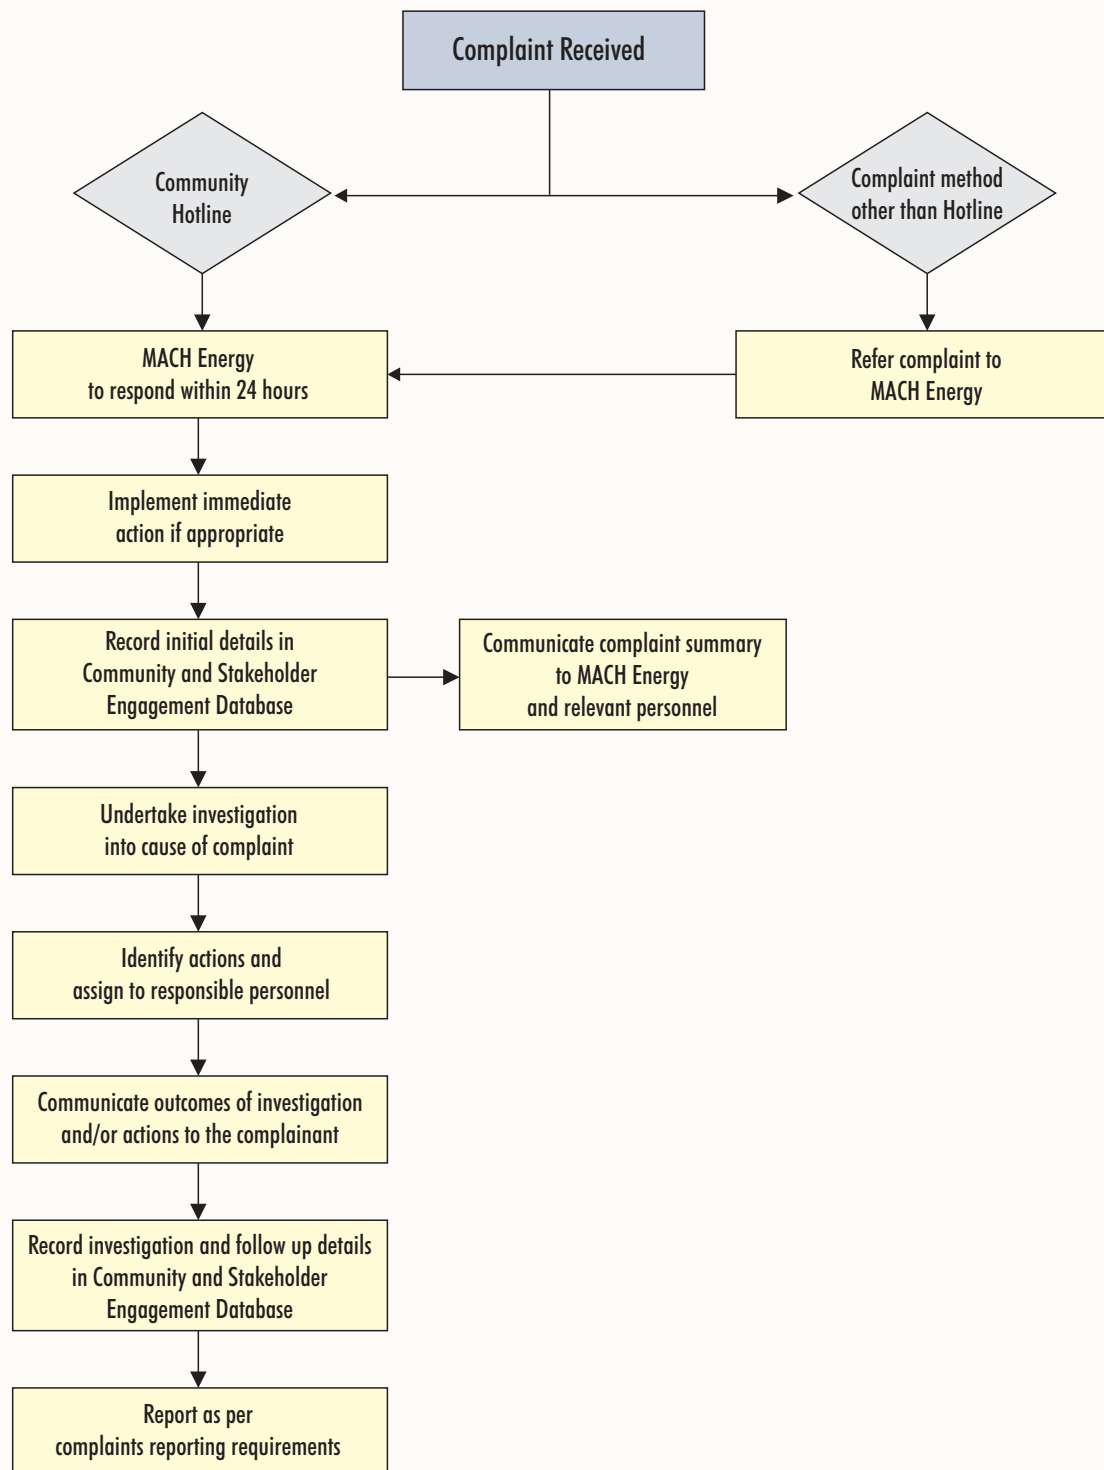 Complaint Received
Community
Hotline
Complaint method
other than Hotline
MACH Energy
to respond within 24 hours
Refer complaint to
MACH Energy
Implement immediate
action if appropriate
Record initial details in
Community and Stakeholder
Engagement Database
Communicate complaint summary
to MACH Energy
and relevant personnel
Undertake investigation
into cause of complaint
Identify actions and
assign to responsible personnel
Communicate outcomes of investigation
and/or actions to the complainant
Record investigation and follow up details
in Community and Stakeholder
Engagement Database
Report as per
complaints reporting requirements